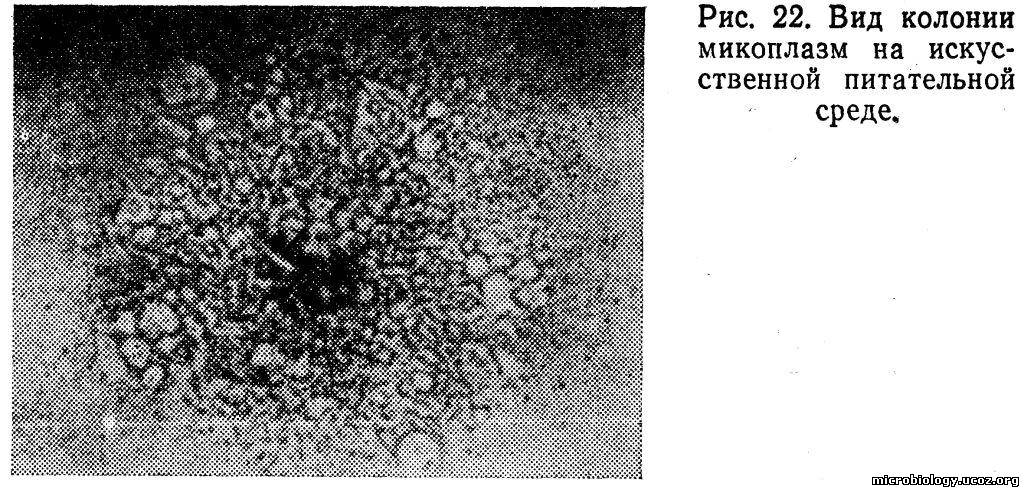 Рис. 22. Вид колонии
микоплазм на искус-
ственной питательной
среде.
microbiology.ucoz.org